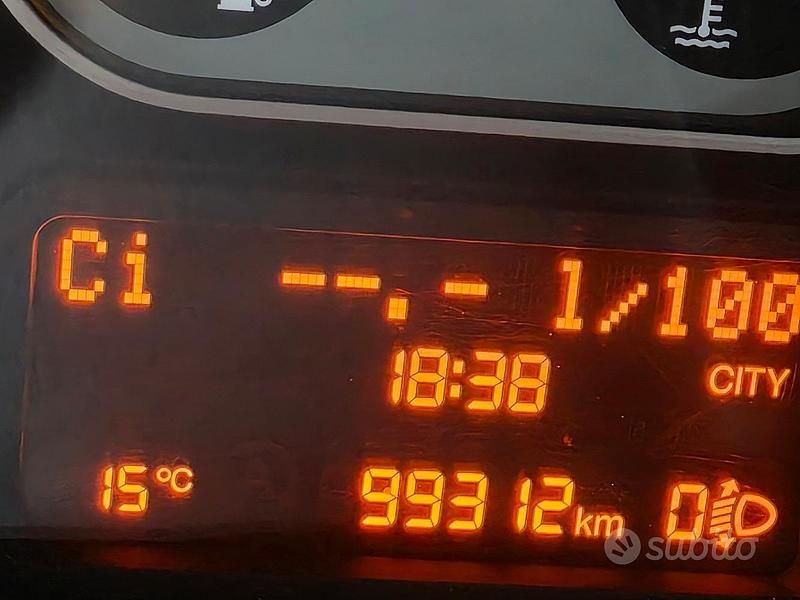 Ci --.- l/100
18:38 CITY
15°C 99312km 0
subito